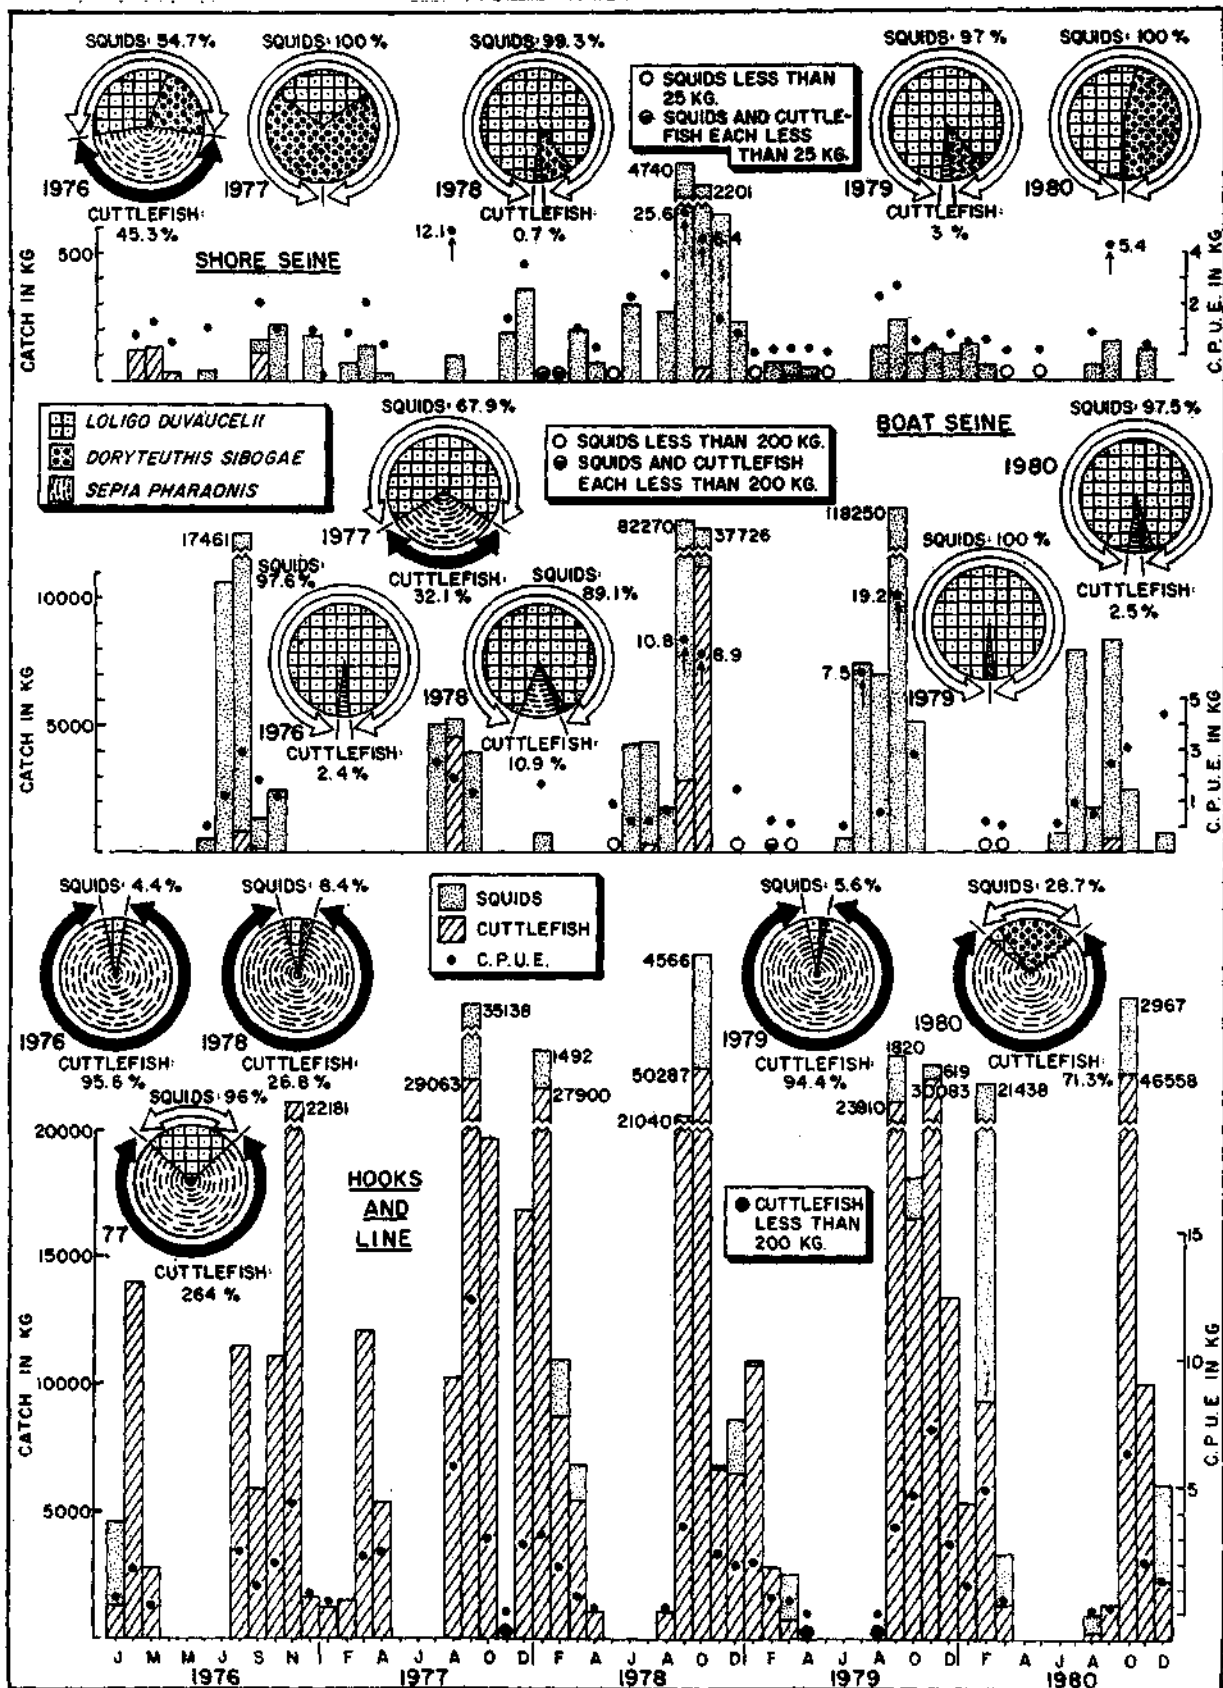 SQUIDS: 54.7%
SQUIDS: 100%
SQUIDS: 99.3%
SQUIDS: 97%
SQUIDS: 100%
SQUIDS LESS THAN
25 KG.
SQUIDS AND CUTTLE-
FISH EACH LESS
THAN 25 KG.
1976
1977
1978
1979
1980
CUTTLEFISH:
45.3%
CUTTLEFISH:
0.7%
CUTTLEFISH:
3%
4740
2201
25.6
6.4
12.1
5.4
SHORE SEINE
CATCH IN KG
500
C.P.U.E. IN KG
4
2
LOLIGO DUVAUCELII
DORYTEUTHIS SIBOGAE
SEPIA PHARAONIS
SQUIDS: 67.9%
1977
CUTTLEFISH:
32.1%
SQUIDS LESS THAN 200 KG.
SQUIDS AND CUTTLEFISH
EACH LESS THAN 200 KG.
BOAT SEINE
SQUIDS: 97.5%
1980
CUTTLEFISH:
2.5%
17461
SQUIDS:
97.6%
1976
CUTTLEFISH:
2.4%
SQUIDS:
89.1%
1978
CUTTLEFISH:
10.9%
82270
37726
10.8
8.9
118250
19.2
7.5
SQUIDS: 100%
1979
CATCH IN KG
10000
5000
C.P.U.E. IN KG
5
3
1
SQUIDS: 4.4%
1976
CUTTLEFISH:
95.6%
SQUIDS: 8.4%
1978
CUTTLEFISH:
26.8%
SQUIDS
CUTTLEFISH
C.P.U.E.
SQUIDS: 5.6%
1979
CUTTLEFISH:
94.4%
SQUIDS: 28.7%
1980
CUTTLEFISH:
71.3%
SQUIDS: 96%
77
CUTTLEFISH:
264%
22181
35138
29063
1492
27900
4566
50287
21040
1820
23810
619
30083
21438
2967
46558
HOOKS
AND
LINE
CUTTLEFISH
LESS THAN
200 KG.
CATCH IN KG
20000
15000
10000
5000
C.P.U.E IN KG
15
10
5
J M M J S N J F A J A O D F A J A O D F A J A O D F A J A O D
1976
1977
1978
1979
1980